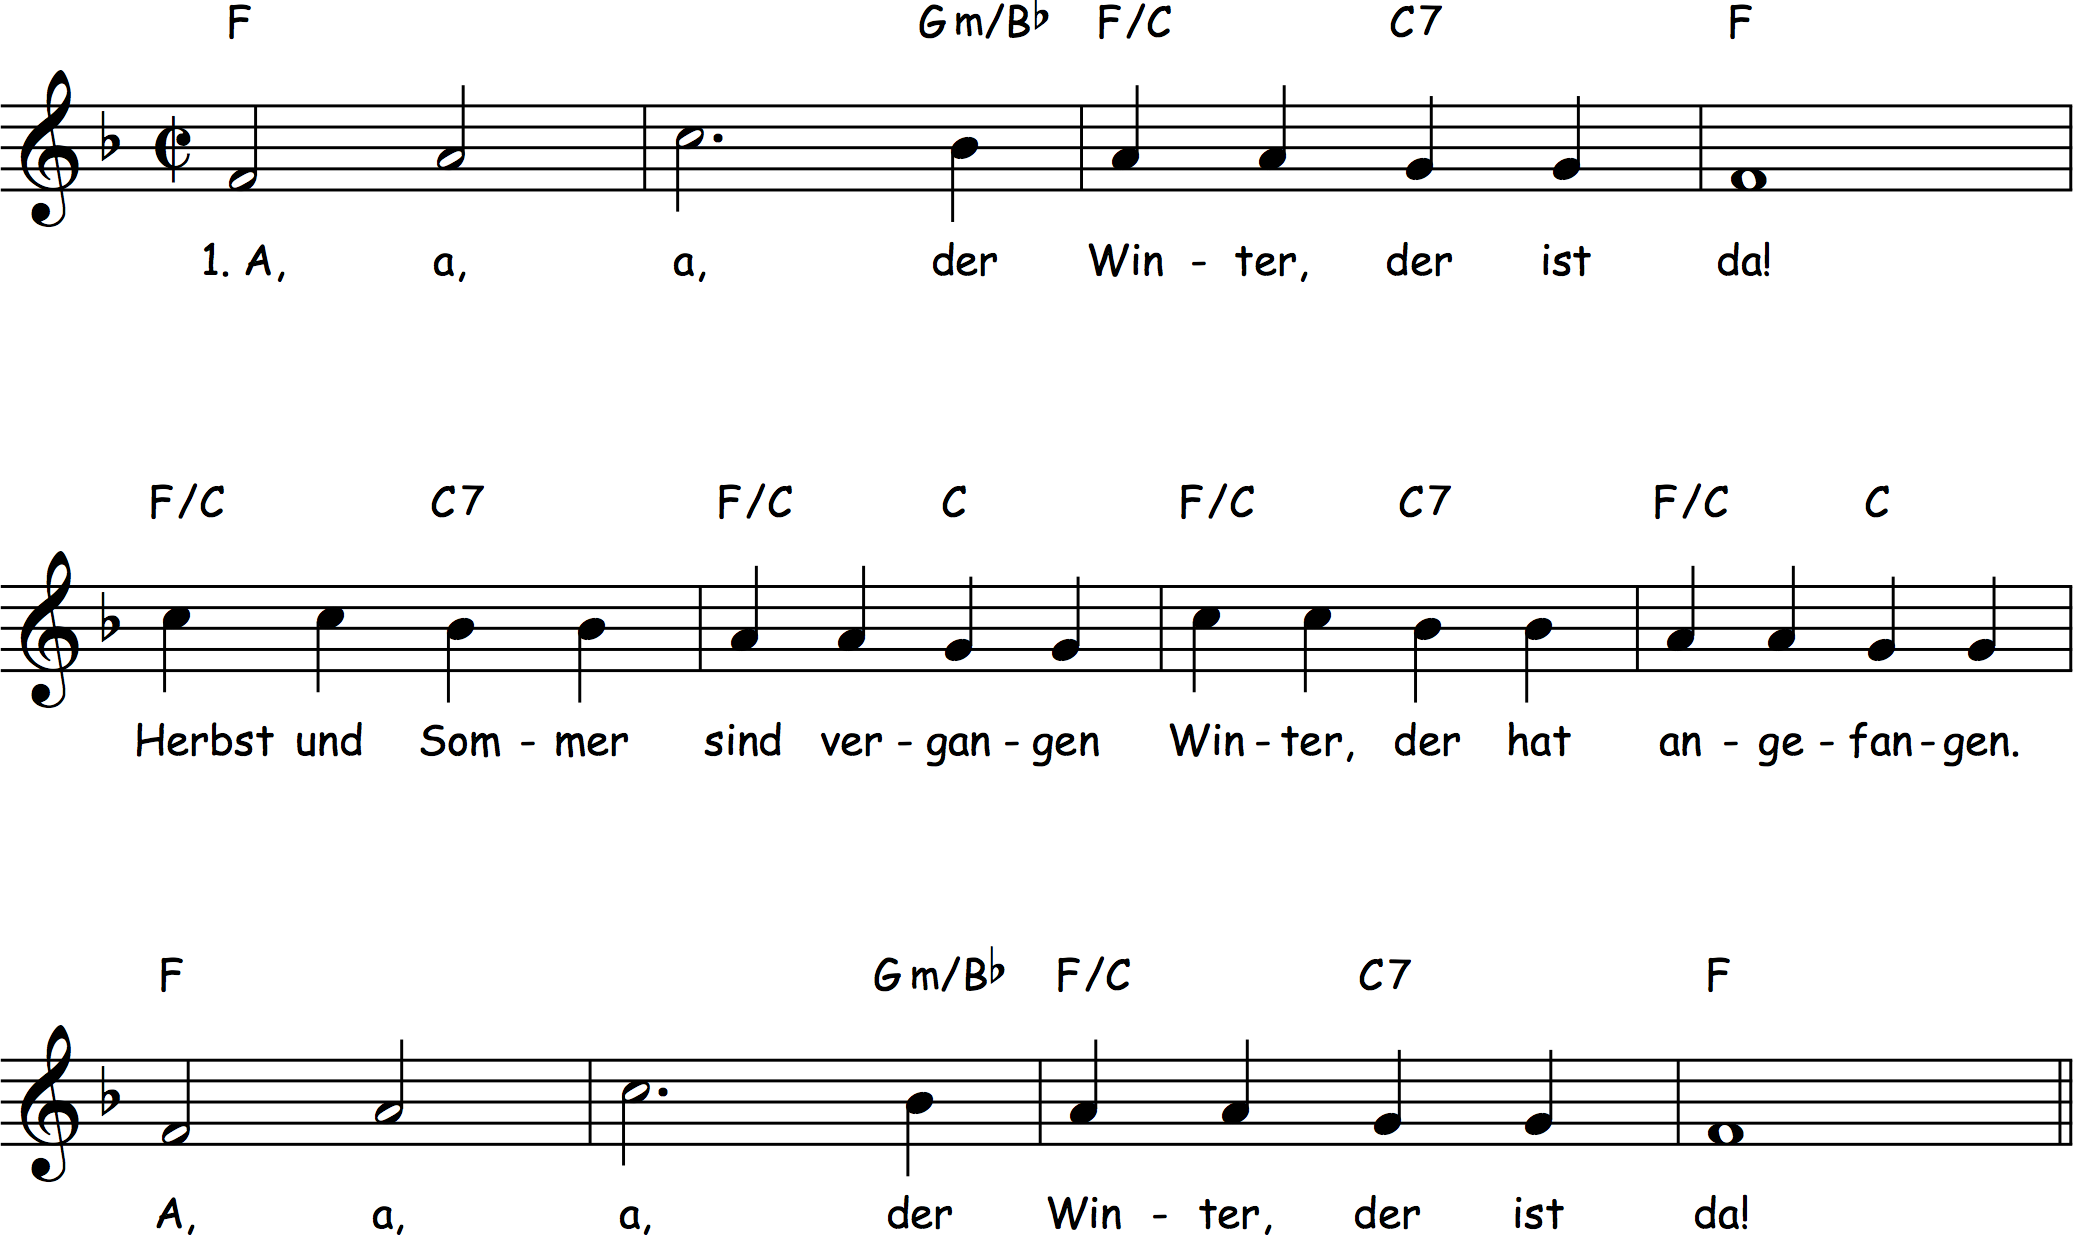 F Gm/B♭ F/C C7 F
1. A, a, a, der Win - ter, der ist da!
F/C C7 F/C C F/C C7 F/C C
Herbst und Som - mer sind ver - gan - gen Win - ter, der hat an - ge - fan - gen.
F Gm/B♭ F/C C7 F
A, a, a, der Win - ter, der ist da!